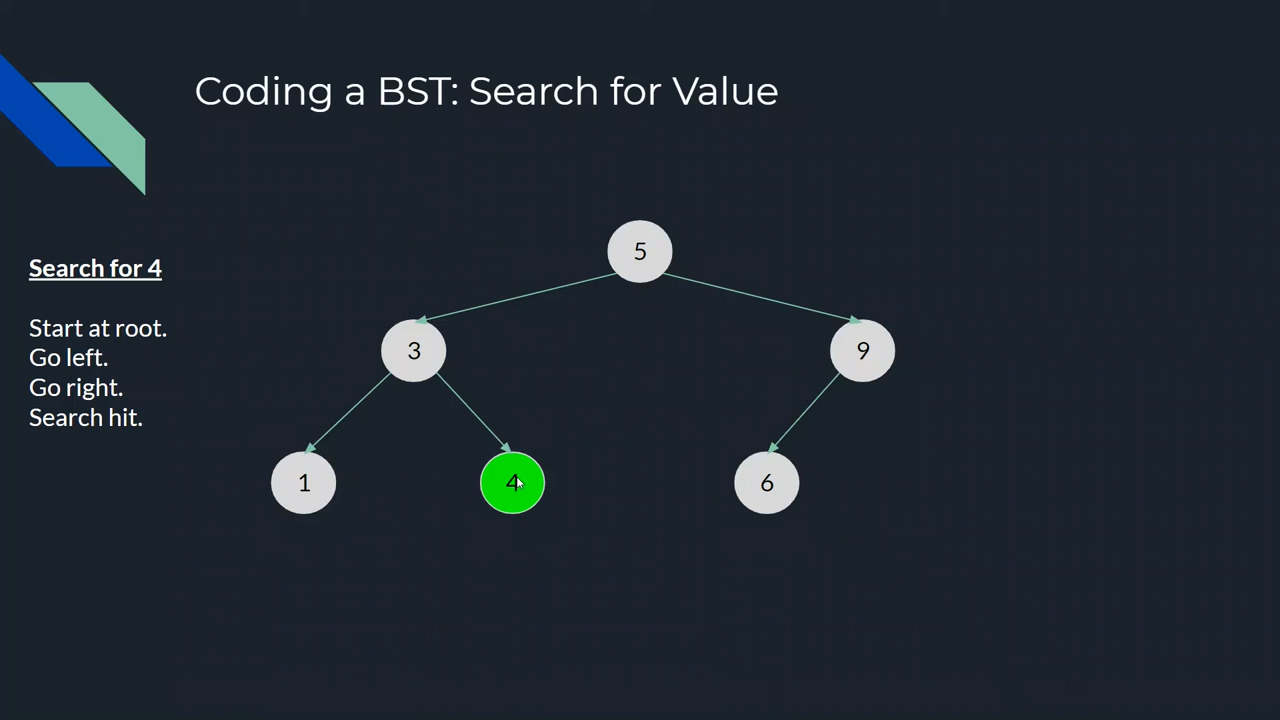 Coding a BST: Search for Value
Search for 4
Start at root.
Go left.
Go right.
Search hit.
5
3
9
1
4
6